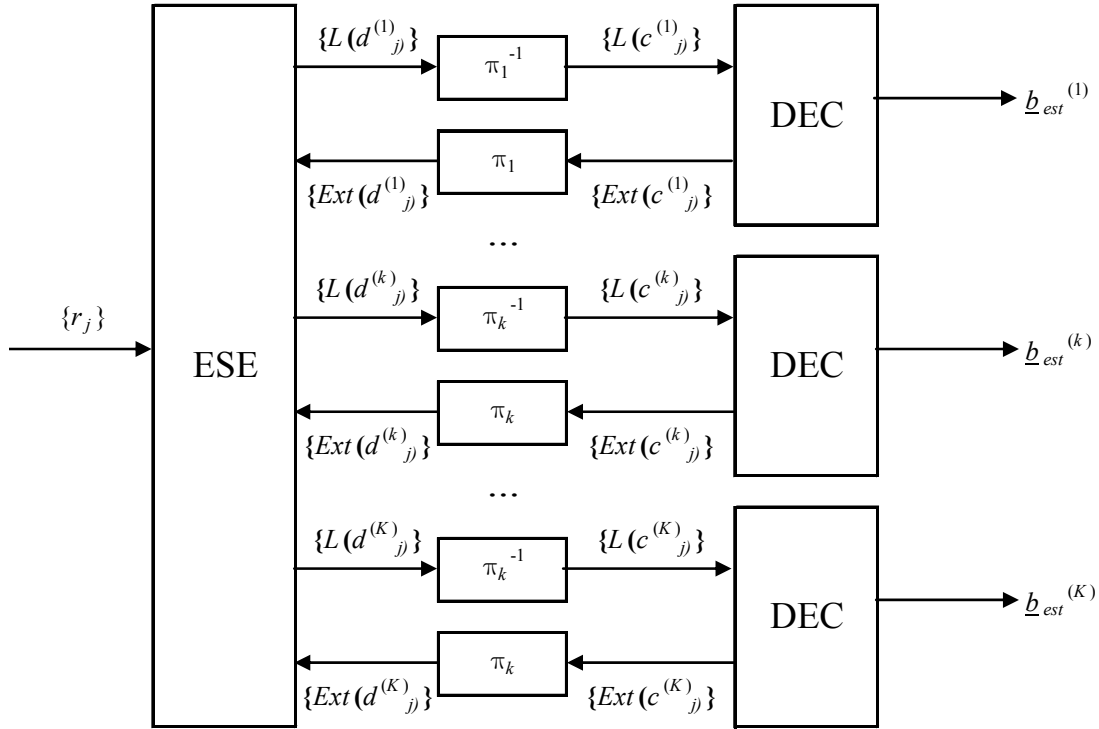 {L(d^(1)_j)} {L(c^(1)_j)}
π_1^-1
DEC
b_est^(1)
π_1
{Ext(d^(1)_j)} {Ext(c^(1)_j)}
...
{L(d^(k)_j)} {L(c^(k)_j)}
π_k^-1
{r_j}
ESE
DEC
b_est^(k)
π_k
{Ext(d^(k)_j)} {Ext(c^(k)_j)}
...
{L(d^(K)_j)} {L(c^(K)_j)}
π_k^-1
DEC
b_est^(K)
π_k
{Ext(d^(K)_j)} {Ext(c^(K)_j)}